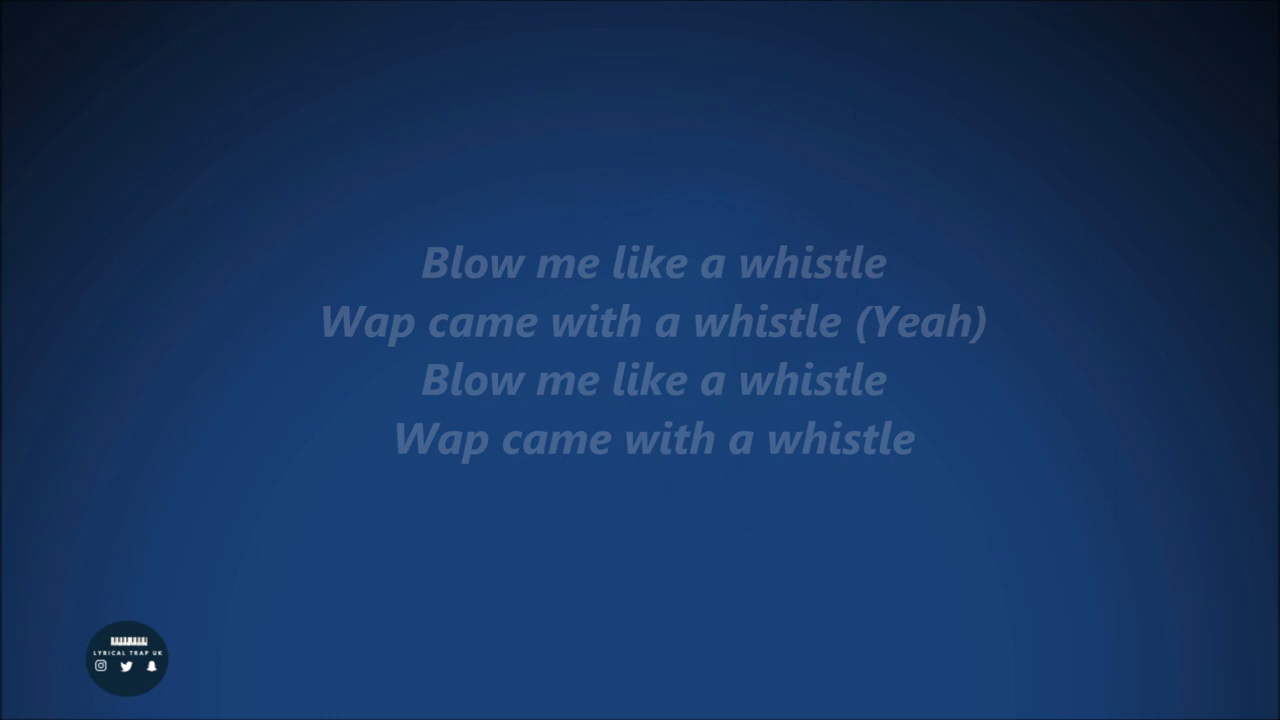 Blow me like a whistle
Wap came with a whistle (Yeah)
Blow me like a whistle
Wap came with a whistle
LYRICAL TRAP UK